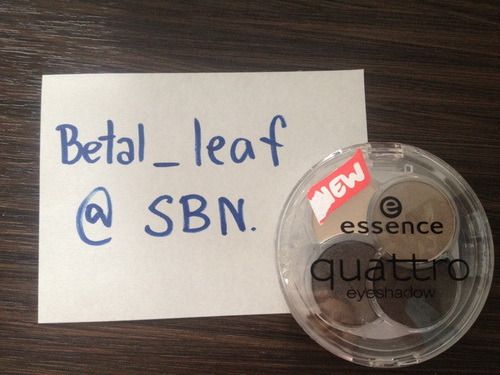 Betal_leaf
@ SBN.
NEW
e
essence
quattro
eyeshadow